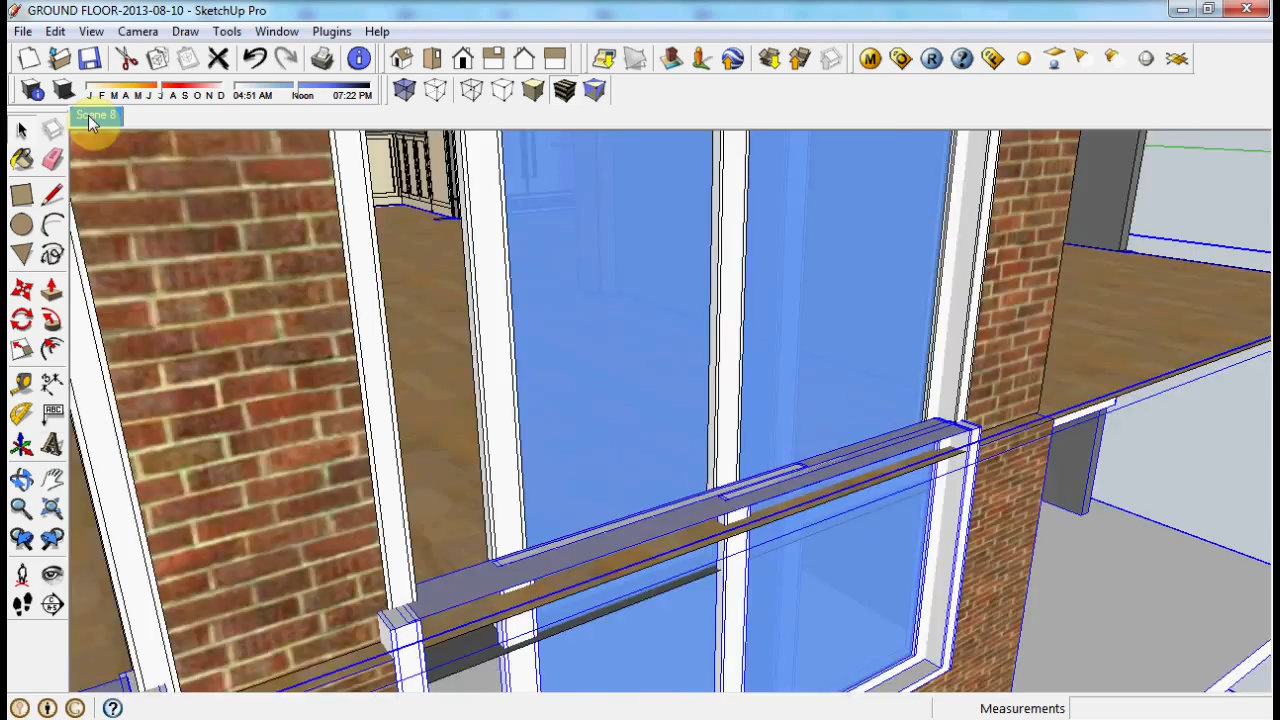 GROUND FLOOR-2013-08-10 - SketchUp Pro
File Edit View Camera Draw Tools Window Plugins Help
M R ?
J F M A M J J A S O N D 04:51 AM Noon 07:22 PM
Scene 8
ABC
A
Measurements